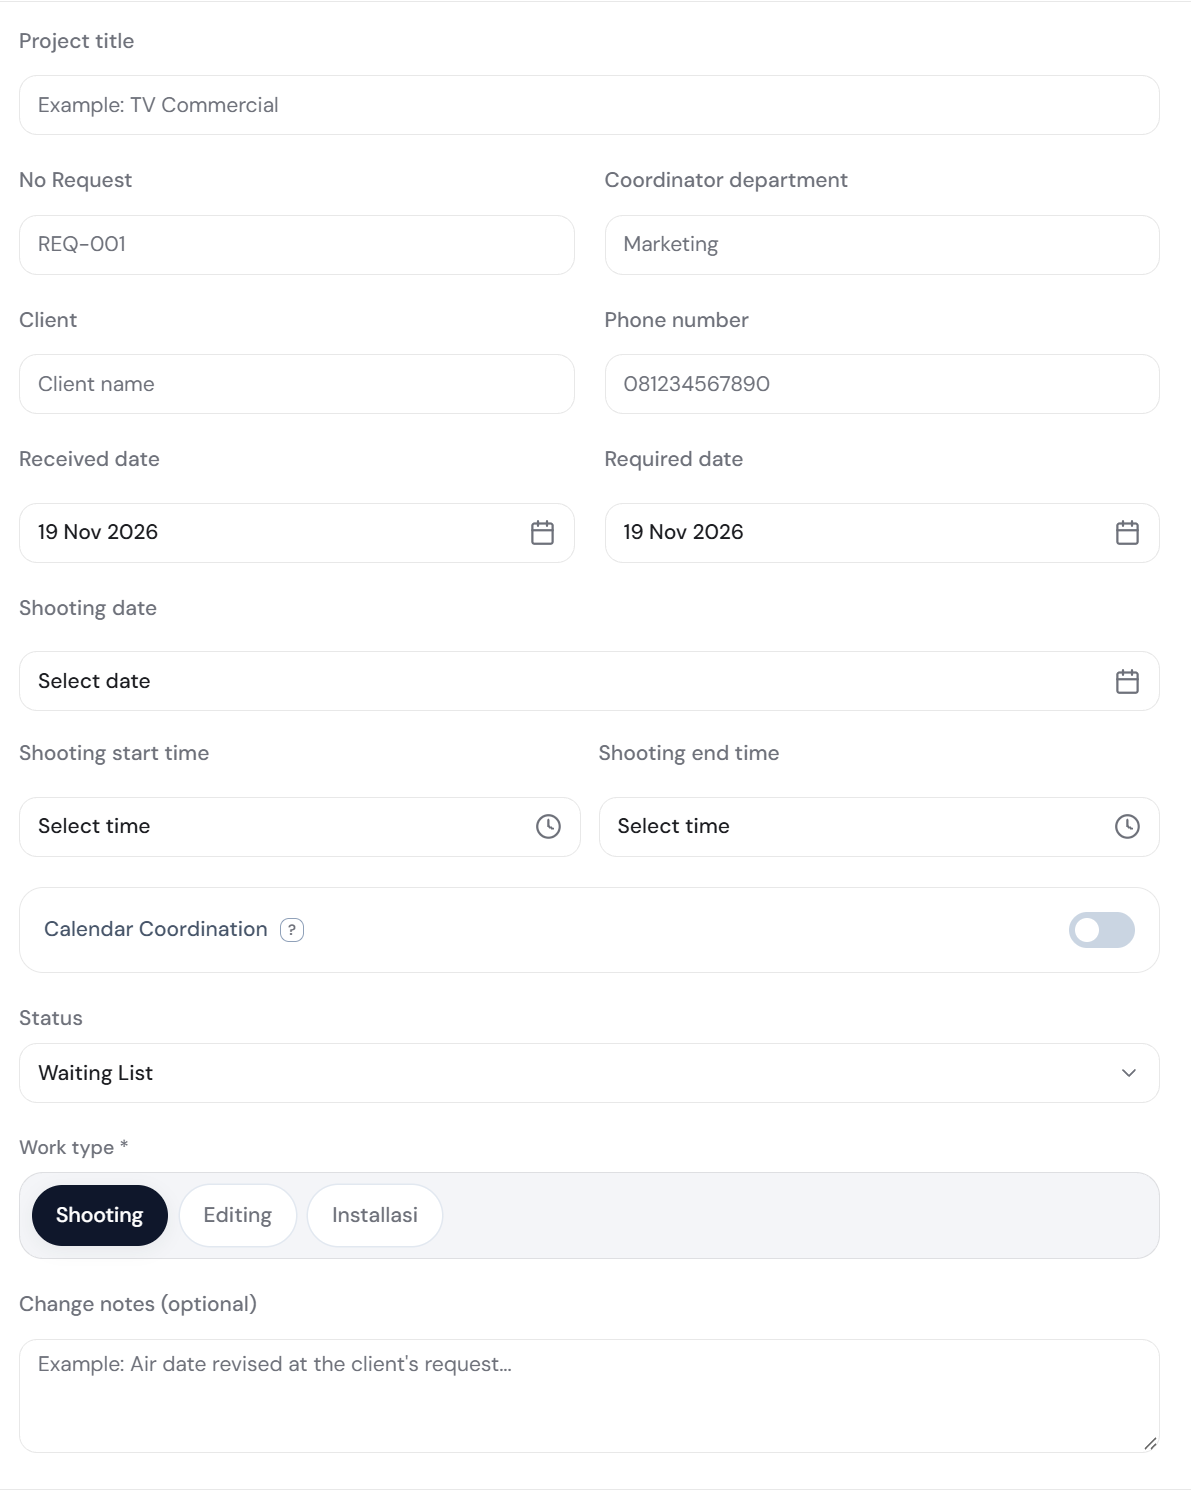 Project title
Example: TV Commercial
No Request
Coordinator department
REQ-001
Marketing
Client
Phone number
Client name
081234567890
Received date
Required date
19 Nov 2026
19 Nov 2026
Shooting date
Select date
Shooting start time
Shooting end time
Select time
Select time
Calendar Coordination ?
Status
Waiting List
Work type *
Shooting
Editing
Installasi
Change notes (optional)
Example: Air date revised at the client's request...